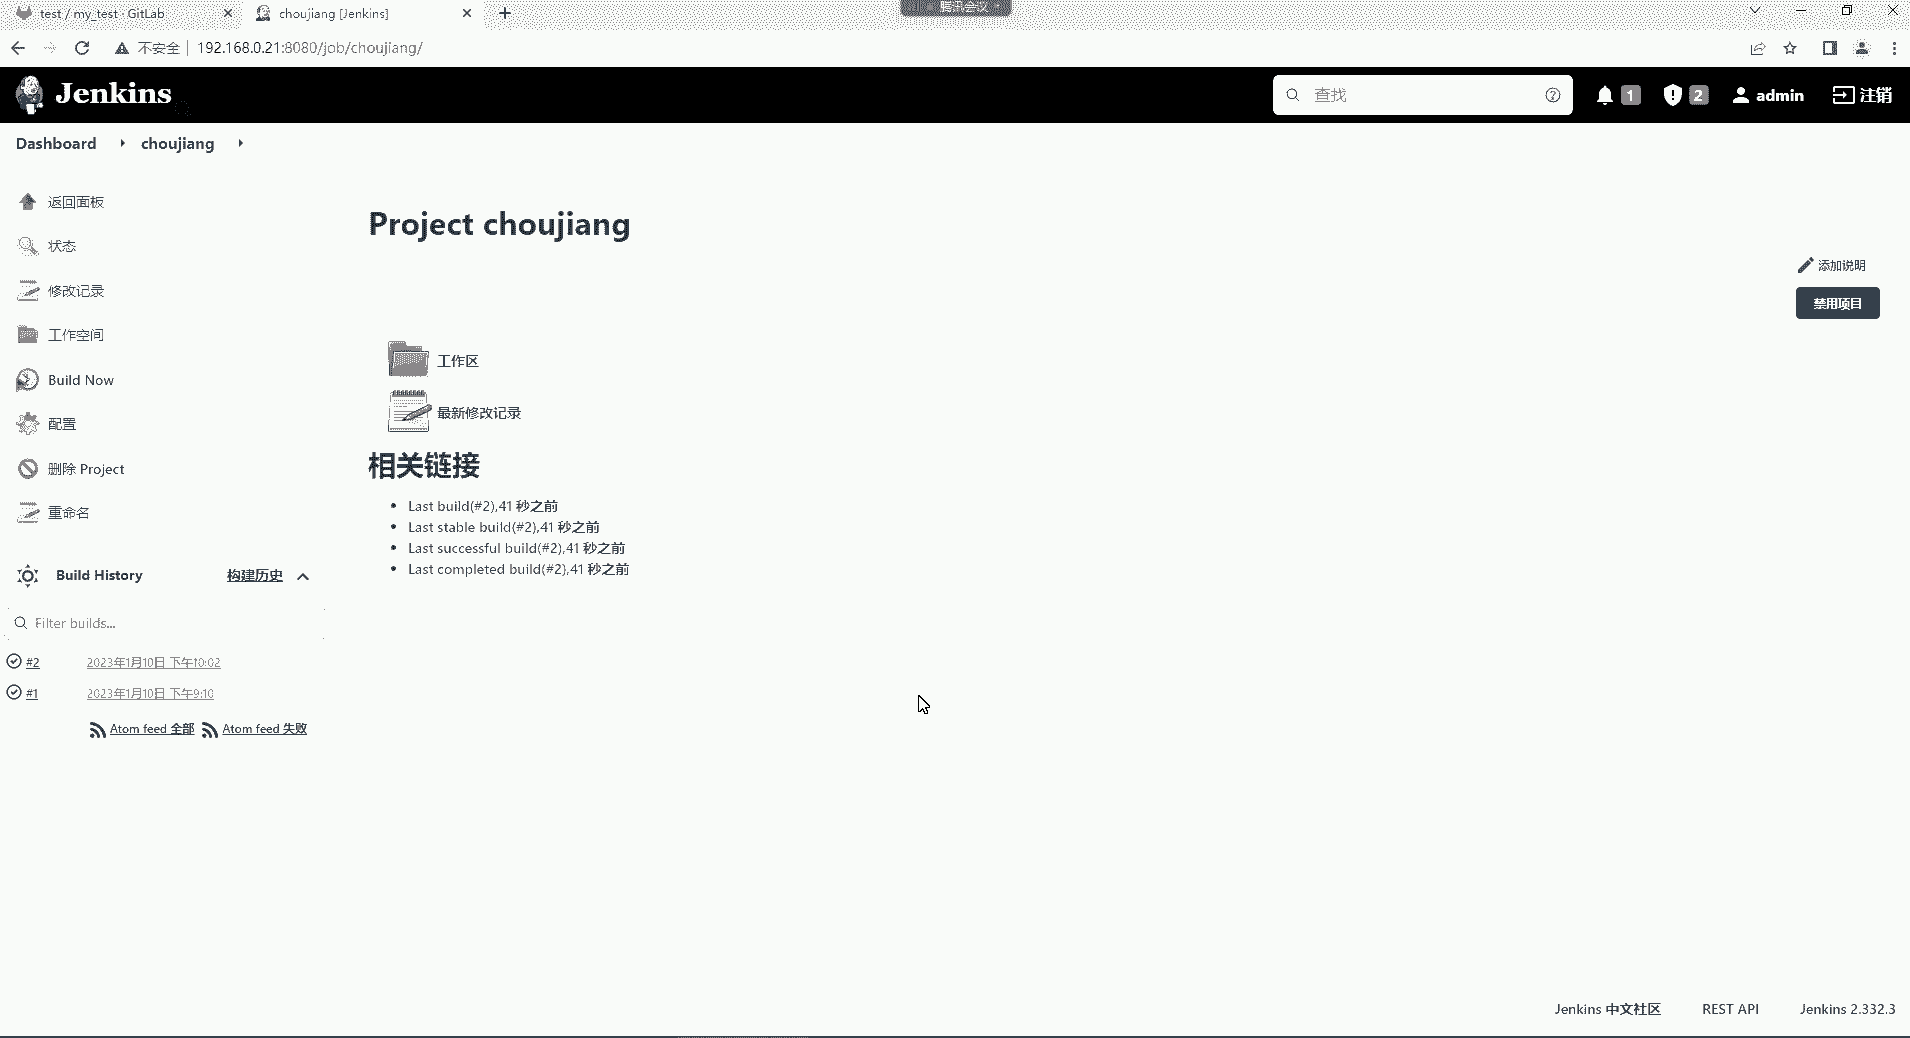 test / my_test · GitLab
choujiang [Jenkins]
腾讯会议
不安全
192.168.0.21:8080/job/choujiang/
Jenkins
查找
1
2
admin
注销
Dashboard
choujiang
返回面板
状态
修改记录
工作空间
Build Now
配置
删除 Project
重命名
Build History
构建历史
Filter builds...
#2
2023年1月10日 下午10:02
#1
2023年1月10日 下午9:10
Atom feed 全部
Atom feed 失败
Project choujiang
添加说明
禁用项目
工作区
最新修改记录
相关链接
Last build(#2),41 秒之前
Last stable build(#2),41 秒之前
Last successful build(#2),41 秒之前
Last completed build(#2),41 秒之前
Jenkins 中文社区
REST API
Jenkins 2.332.3